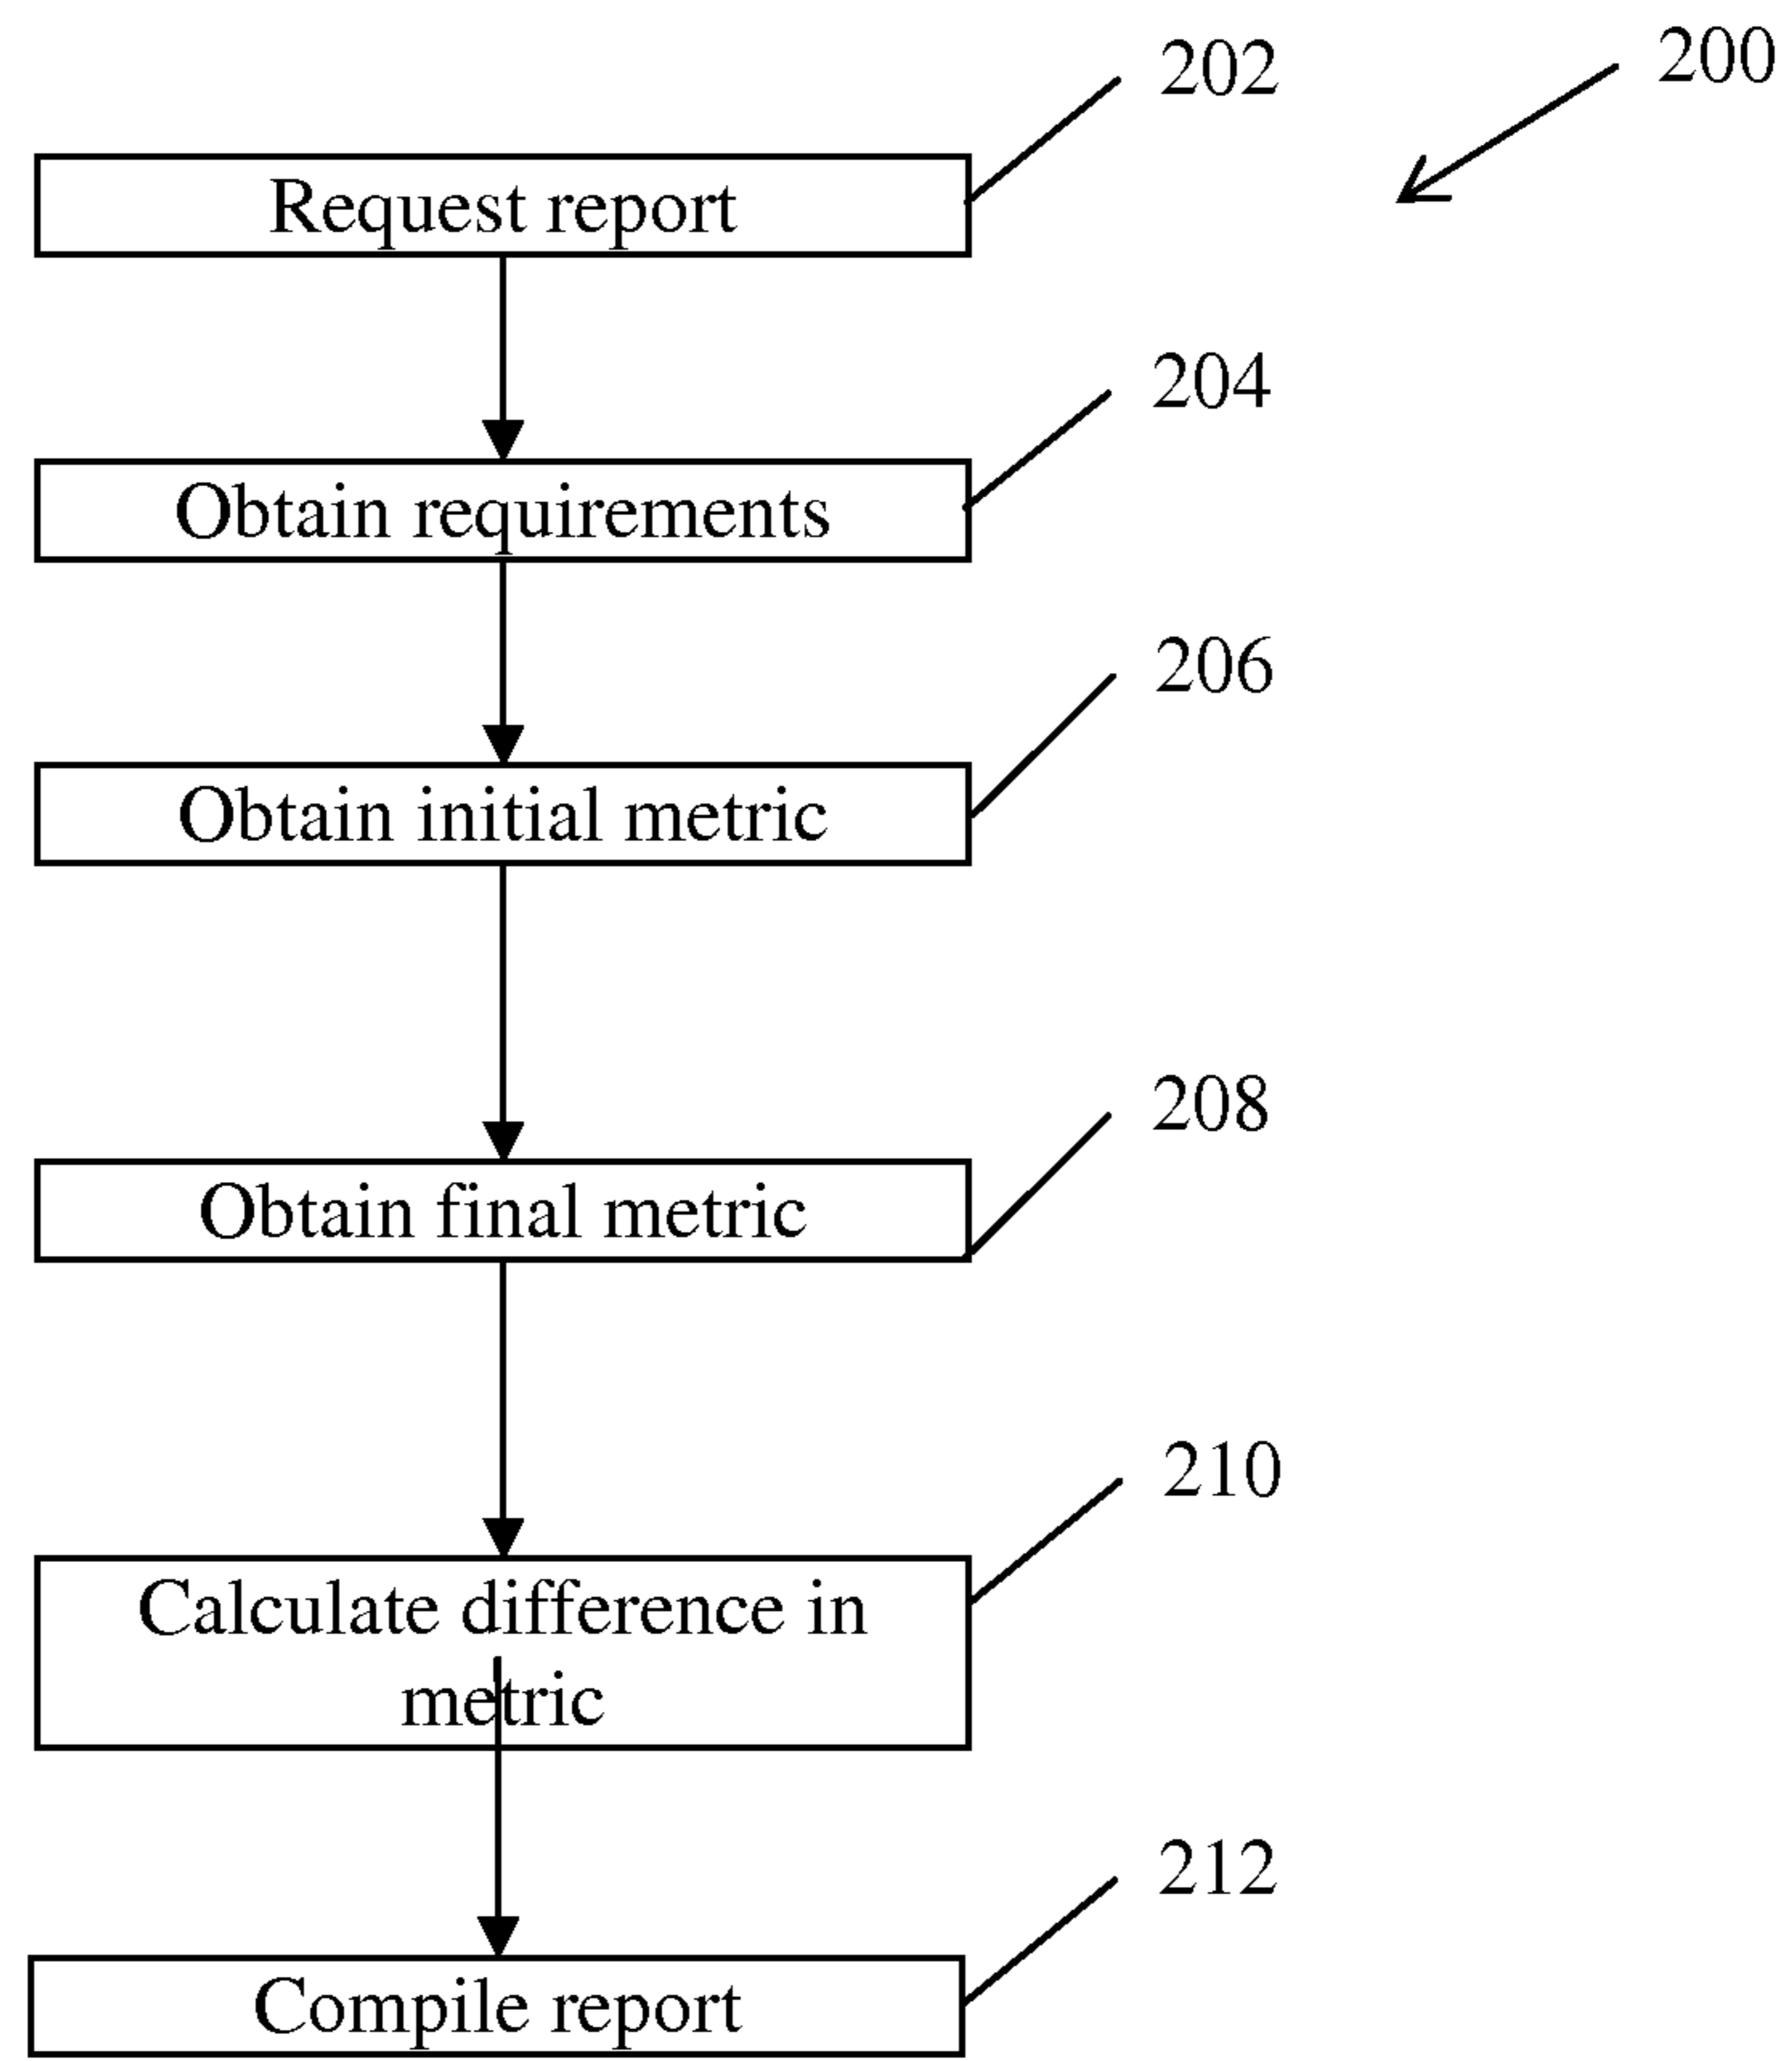 200
202
Request report
204
Obtain requirements
206
Obtain initial metric
208
Obtain final metric
210
Calculate difference in
metric
212
Compile report